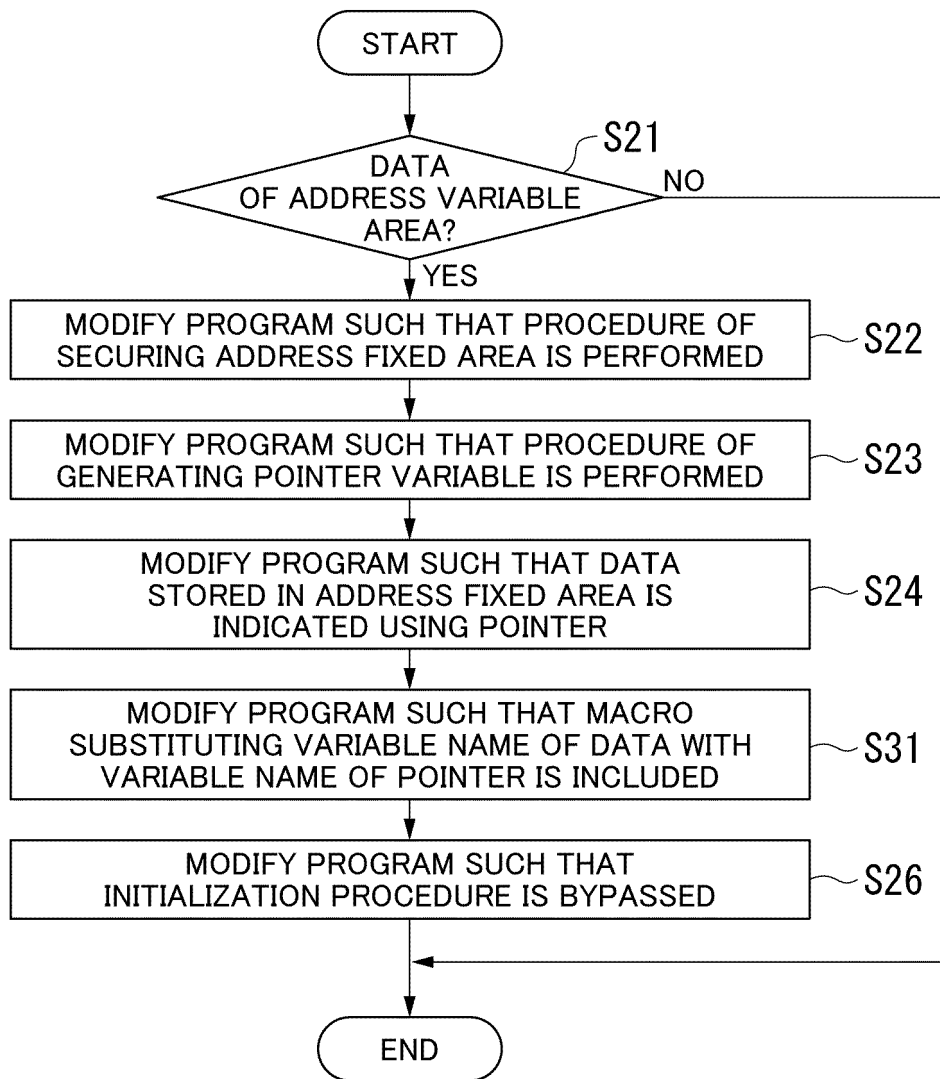 START
S21
DATA
OF ADDRESS VARIABLE
AREA?
NO
YES
MODIFY PROGRAM SUCH THAT PROCEDURE OF
SECURING ADDRESS FIXED AREA IS PERFORMED
S22
MODIFY PROGRAM SUCH THAT PROCEDURE OF
GENERATING POINTER VARIABLE IS PERFORMED
S23
MODIFY PROGRAM SUCH THAT DATA
STORED IN ADDRESS FIXED AREA IS
INDICATED USING POINTER
S24
MODIFY PROGRAM SUCH THAT MACRO
SUBSTITUTING VARIABLE NAME OF DATA WITH
VARIABLE NAME OF POINTER IS INCLUDED
S31
MODIFY PROGRAM SUCH THAT
INITIALIZATION PROCEDURE IS BYPASSED
S26
END